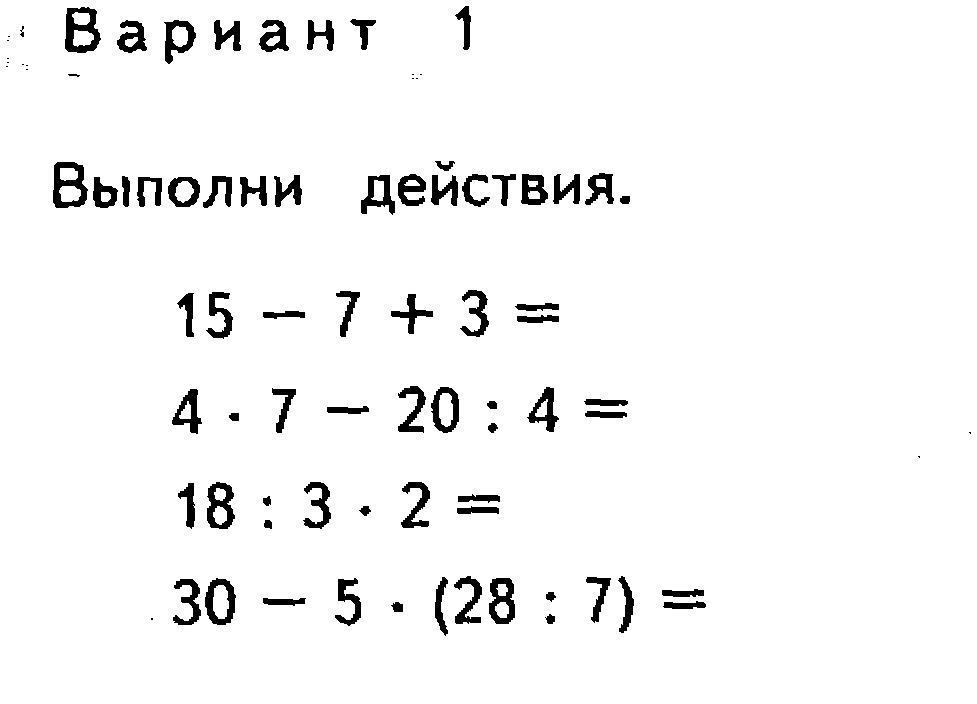 Вариант 1
Выполни действия.
15 − 7 + 3 =
4 · 7 − 20 : 4 =
18 : 3 · 2 =
30 − 5 · (28 : 7) =